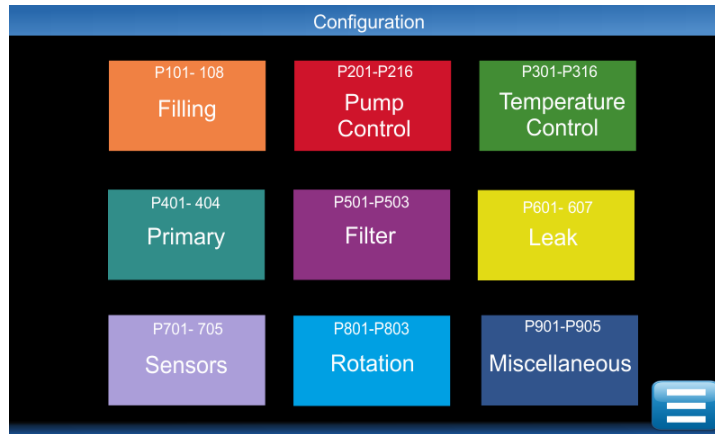 Configuration
P101- 108
Filling
P201-P216
Pump
Control
P301-P316
Temperature
Control
P401- 404
Primary
P501-P503
Filter
P601- 607
Leak
P701- 705
Sensors
P801-P803
Rotation
P901-P905
Miscellaneous